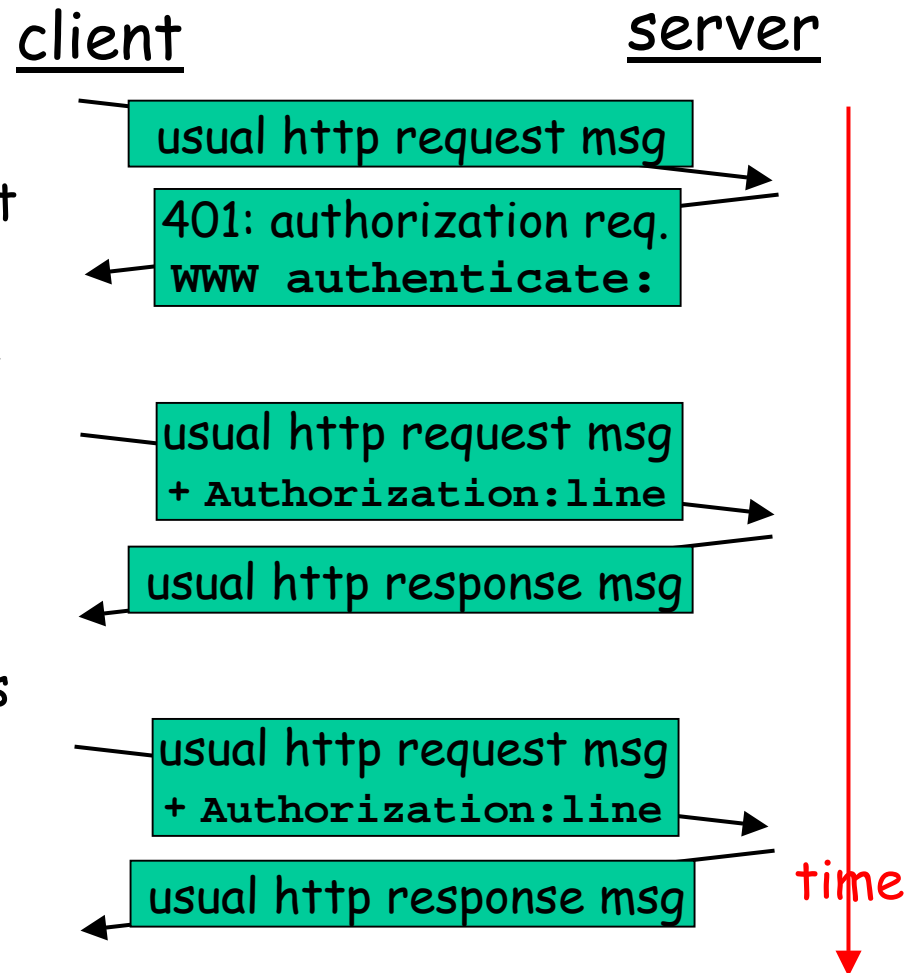 client
server
usual http request msg
401: authorization req.
WWW authenticate:
usual http request msg
+ Authorization:line
usual http response msg
usual http request msg
+ Authorization:line
usual http response msg
time